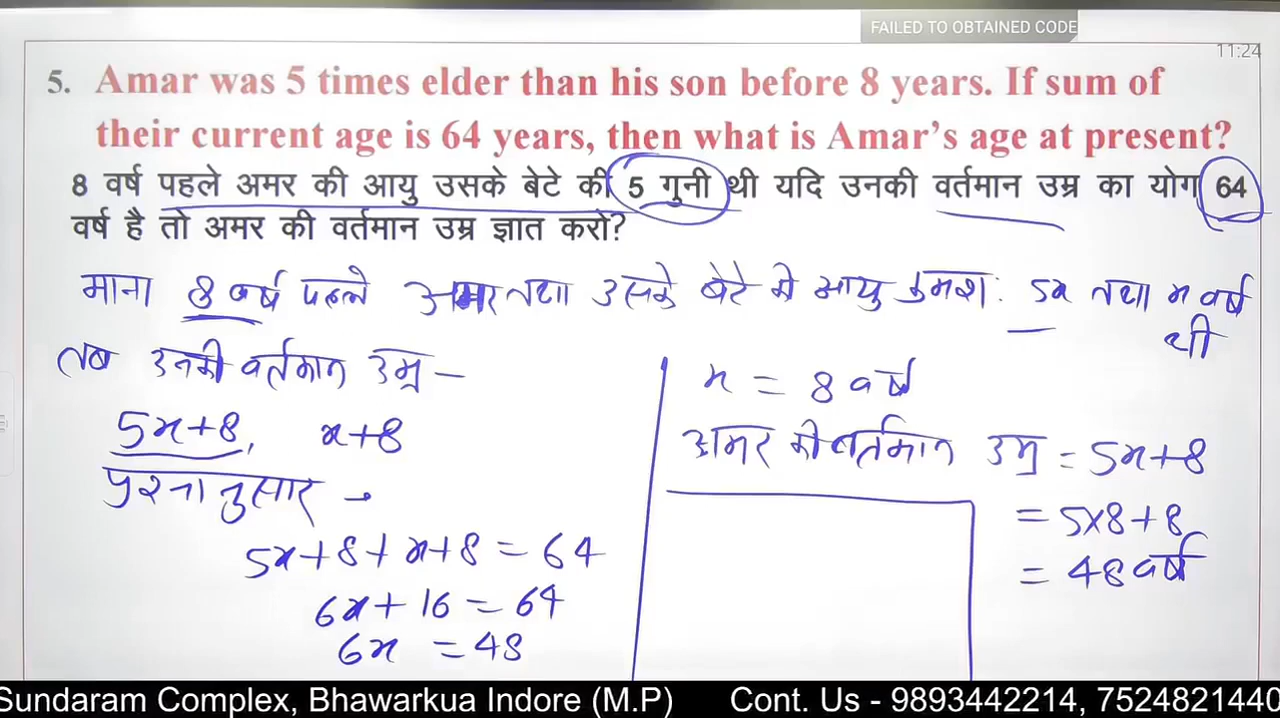 FAILED TO OBTAINED CODE
11:24
5. Amar was 5 times elder than his son before 8 years. If sum of
their current age is 64 years, then what is Amar's age at present?
8 वर्ष पहले अमर की आयु उसके बेटे की 5 गुनी थी यदि उनकी वर्तमान उम्र का योग 64
वर्ष है तो अमर की वर्तमान उम्र ज्ञात करो?
माना 8 वर्ष पहले अमर तथा उसके बेटे की आयु क्रमशः 5x तथा x वर्ष
थी
तब उनकी वर्तमान उम्र —
5x+8, x+8
प्रश्नानुसार -
5x+8+x+8 = 64
6x+16 = 64
6x = 48
x = 8 वर्ष
अमर की वर्तमान उम्र = 5x+8
= 5x8+8
= 48 वर्ष
Sundaram Complex, Bhawarkua Indore (M.P) Cont. Us - 9893442214, 7524821440